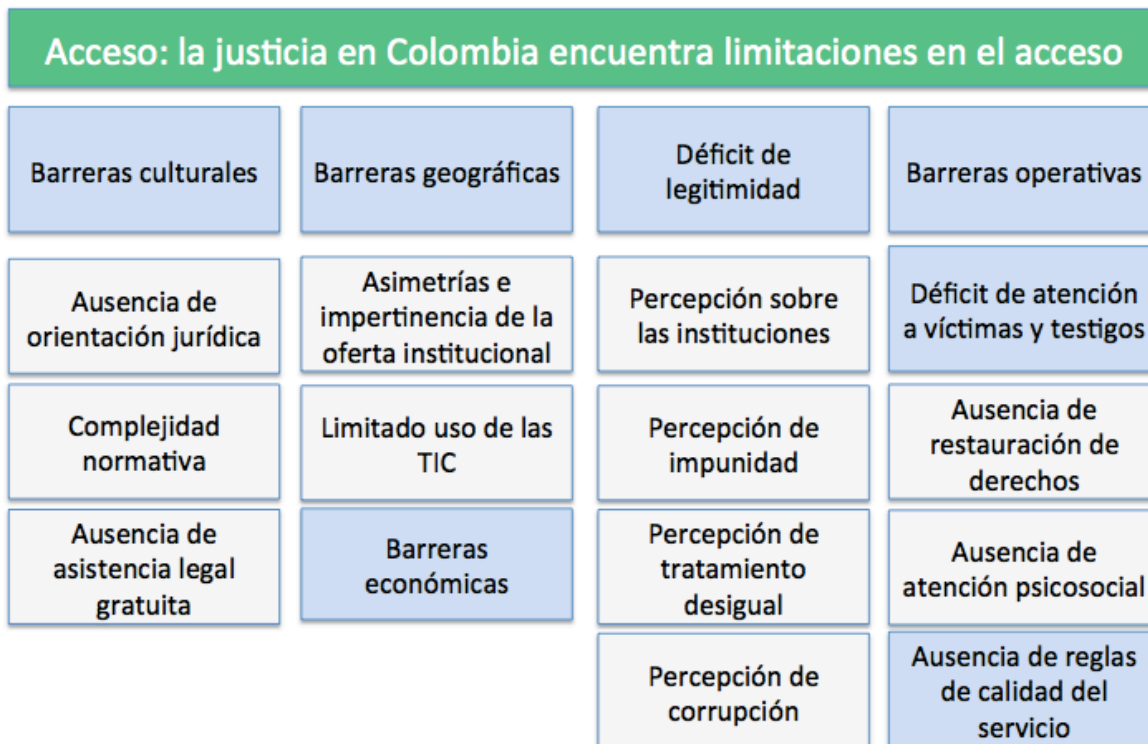 Acceso: la justicia en Colombia encuentra limitaciones en el acceso
Barreras culturales
Ausencia de
orientación jurídica
Complejidad
normativa
Ausencia de
asistencia legal
gratuita
Barreras geográficas
Asimetrías e
impertinencia de la
oferta institucional
Limitado uso de las
TIC
Barreras
económicas
Déficit de
legitimidad
Percepción sobre
las instituciones
Percepción de
impunidad
Percepción de
tratamiento
desigual
Percepción de
corrupción
Barreras operativas
Déficit de atención
a víctimas y testigos
Ausencia de
restauración de
derechos
Ausencia de
atención psicosocial
Ausencia de reglas
de calidad del
servicio